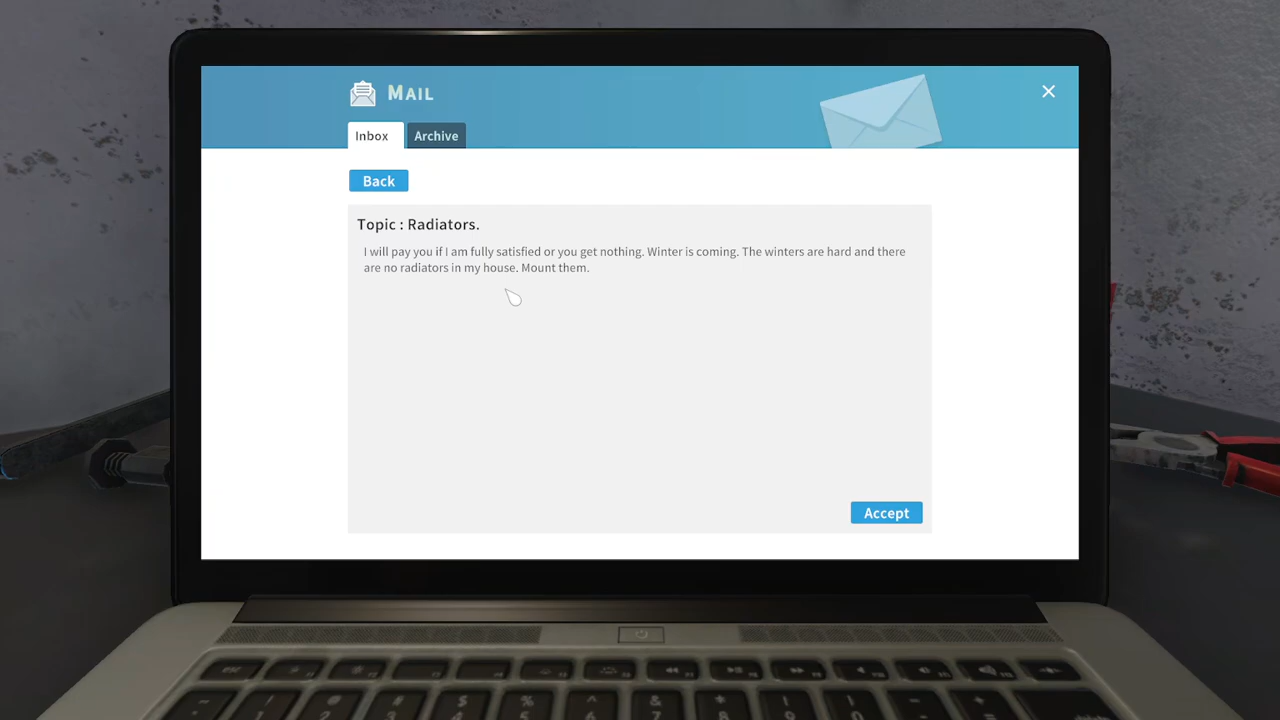 MAIL
Inbox
Archive
Back
Topic : Radiators.
I will pay you if I am fully satisfied or you get nothing. Winter is coming. The winters are hard and there
are no radiators in my house. Mount them.
Accept